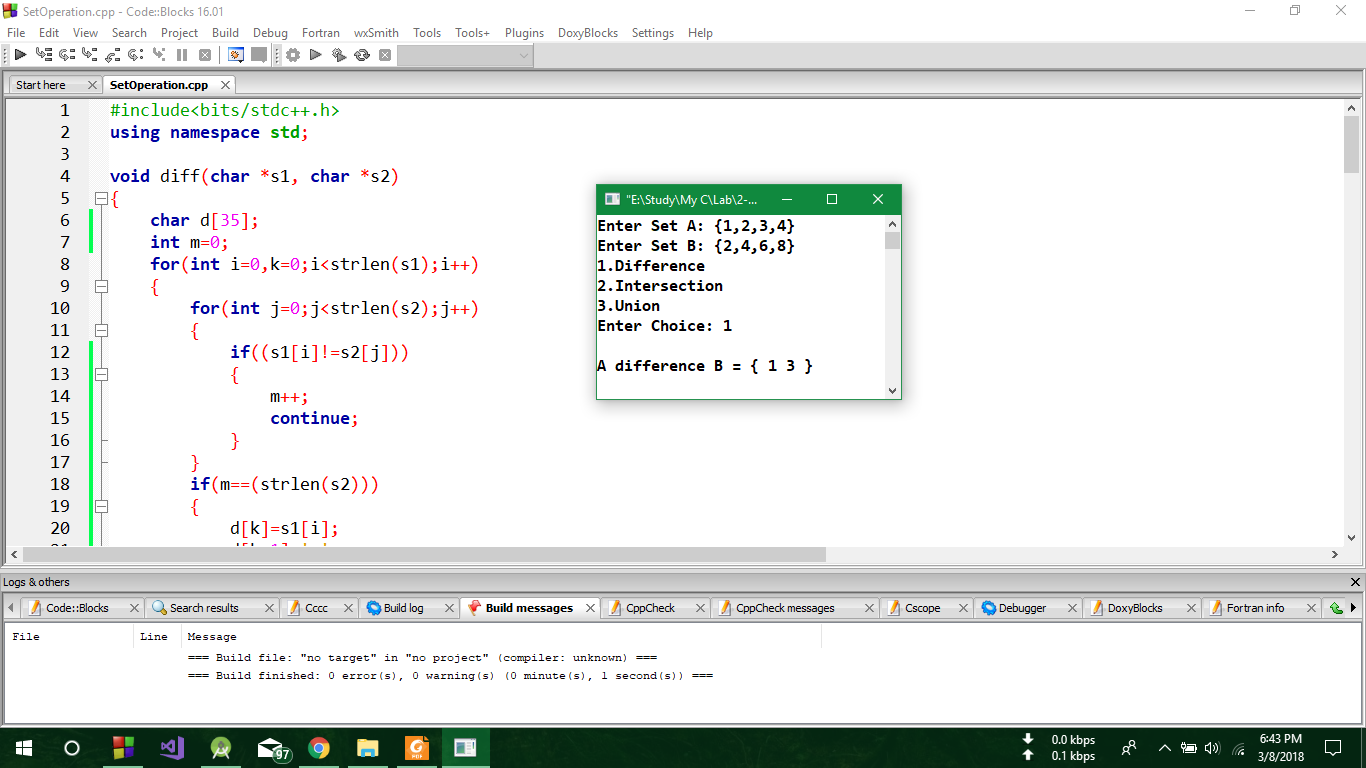 SetOperation.cpp - Code::Blocks 16.01
File Edit View Search Project Build Debug Fortran wxSmith Tools Tools+ Plugins DoxyBlocks Settings Help
Start here SetOperation.cpp
1 #include<bits/stdc++.h>
2 using namespace std;
3
4 void diff(char *s1, char *s2)
5 {
6 char d[35];
7 int m=0;
8 for(int i=0,k=0;i<strlen(s1);i++)
9 {
10 for(int j=0;j<strlen(s2);j++)
11 {
12 if((s1[i]!=s2[j]))
13 {
14 m++;
15 continue;
16 }
17 }
18 if(m==(strlen(s2)))
19 {
20 d[k]=s1[i];
"E:\Study\My C\Lab\2-...
Enter Set A: {1,2,3,4}
Enter Set B: {2,4,6,8}
1.Difference
2.Intersection
3.Union
Enter Choice: 1
A difference B = { 1 3 }
Logs & others
Code::Blocks Search results Cccc Build log Build messages CppCheck CppCheck messages Cscope Debugger DoxyBlocks Fortran info
File Line Message
=== Build file: "no target" in "no project" (compiler: unknown) ===
=== Build finished: 0 error(s), 0 warning(s) (0 minute(s), 1 second(s)) ===
97
PDF
0.0 kbps
0.1 kbps
6:43 PM
3/8/2018